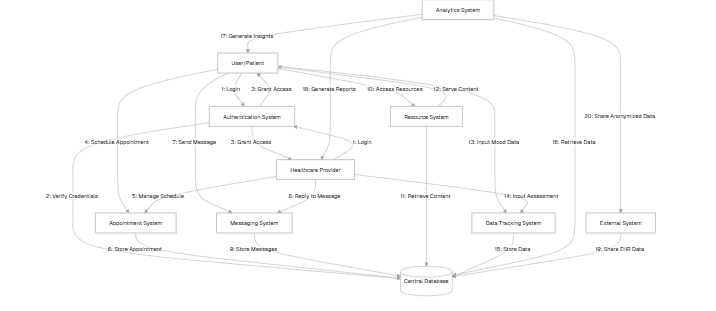 Analytics System
17: Generate Insights
User/Patient
1: Login
3: Grant Access
18: Generate Reports
10: Access Resources
12: Serve Content
Authentication System
Resource System
20: Share Anonymized Data
4: Schedule Appointment
7: Send Message
3: Grant Access
1: Login
13: Input Mood Data
16: Retrieve Data
Healthcare Provider
2: Verify Credentials
5: Manage Schedule
8: Reply to Message
11: Retrieve Content
14: Input Assessment
Appointment System
Messaging System
Data Tracking System
External System
6: Store Appointment
9: Store Messages
15: Store Data
19: Share EHR Data
Central Database